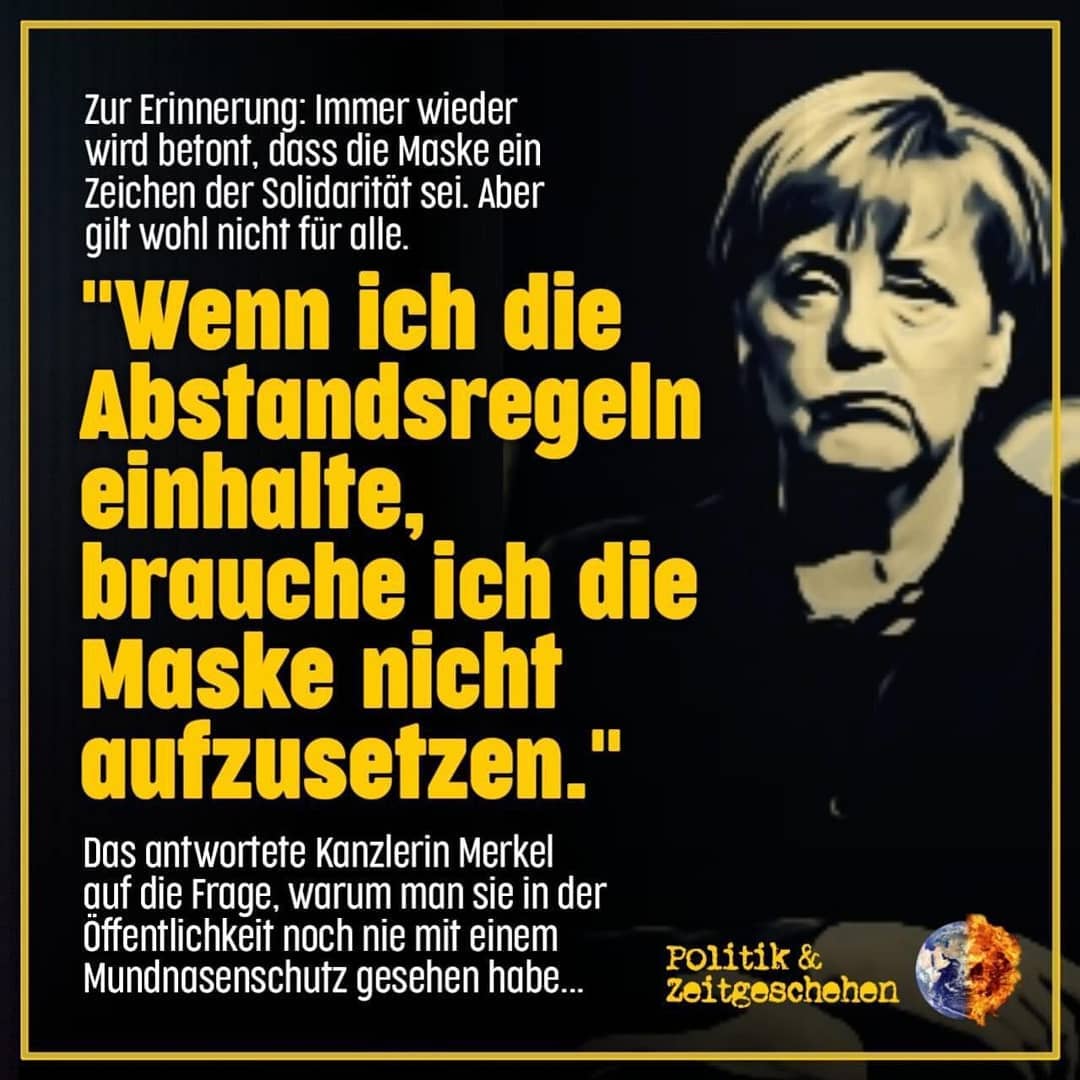 Zur Erinnerung: Immer wieder
wird betont, dass die Maske ein
Zeichen der Solidarität sei. Aber
gilt wohl nicht für alle.
"Wenn ich die
Abstandsregeln
einhalte,
brauche ich die
Maske nicht
aufzusetzen."
Das antwortete Kanzlerin Merkel
auf die Frage, warum man sie in der
Öffentlichkeit noch nie mit einem
Mundnasenschutz gesehen habe...
Politik &
Zeitgeschehen